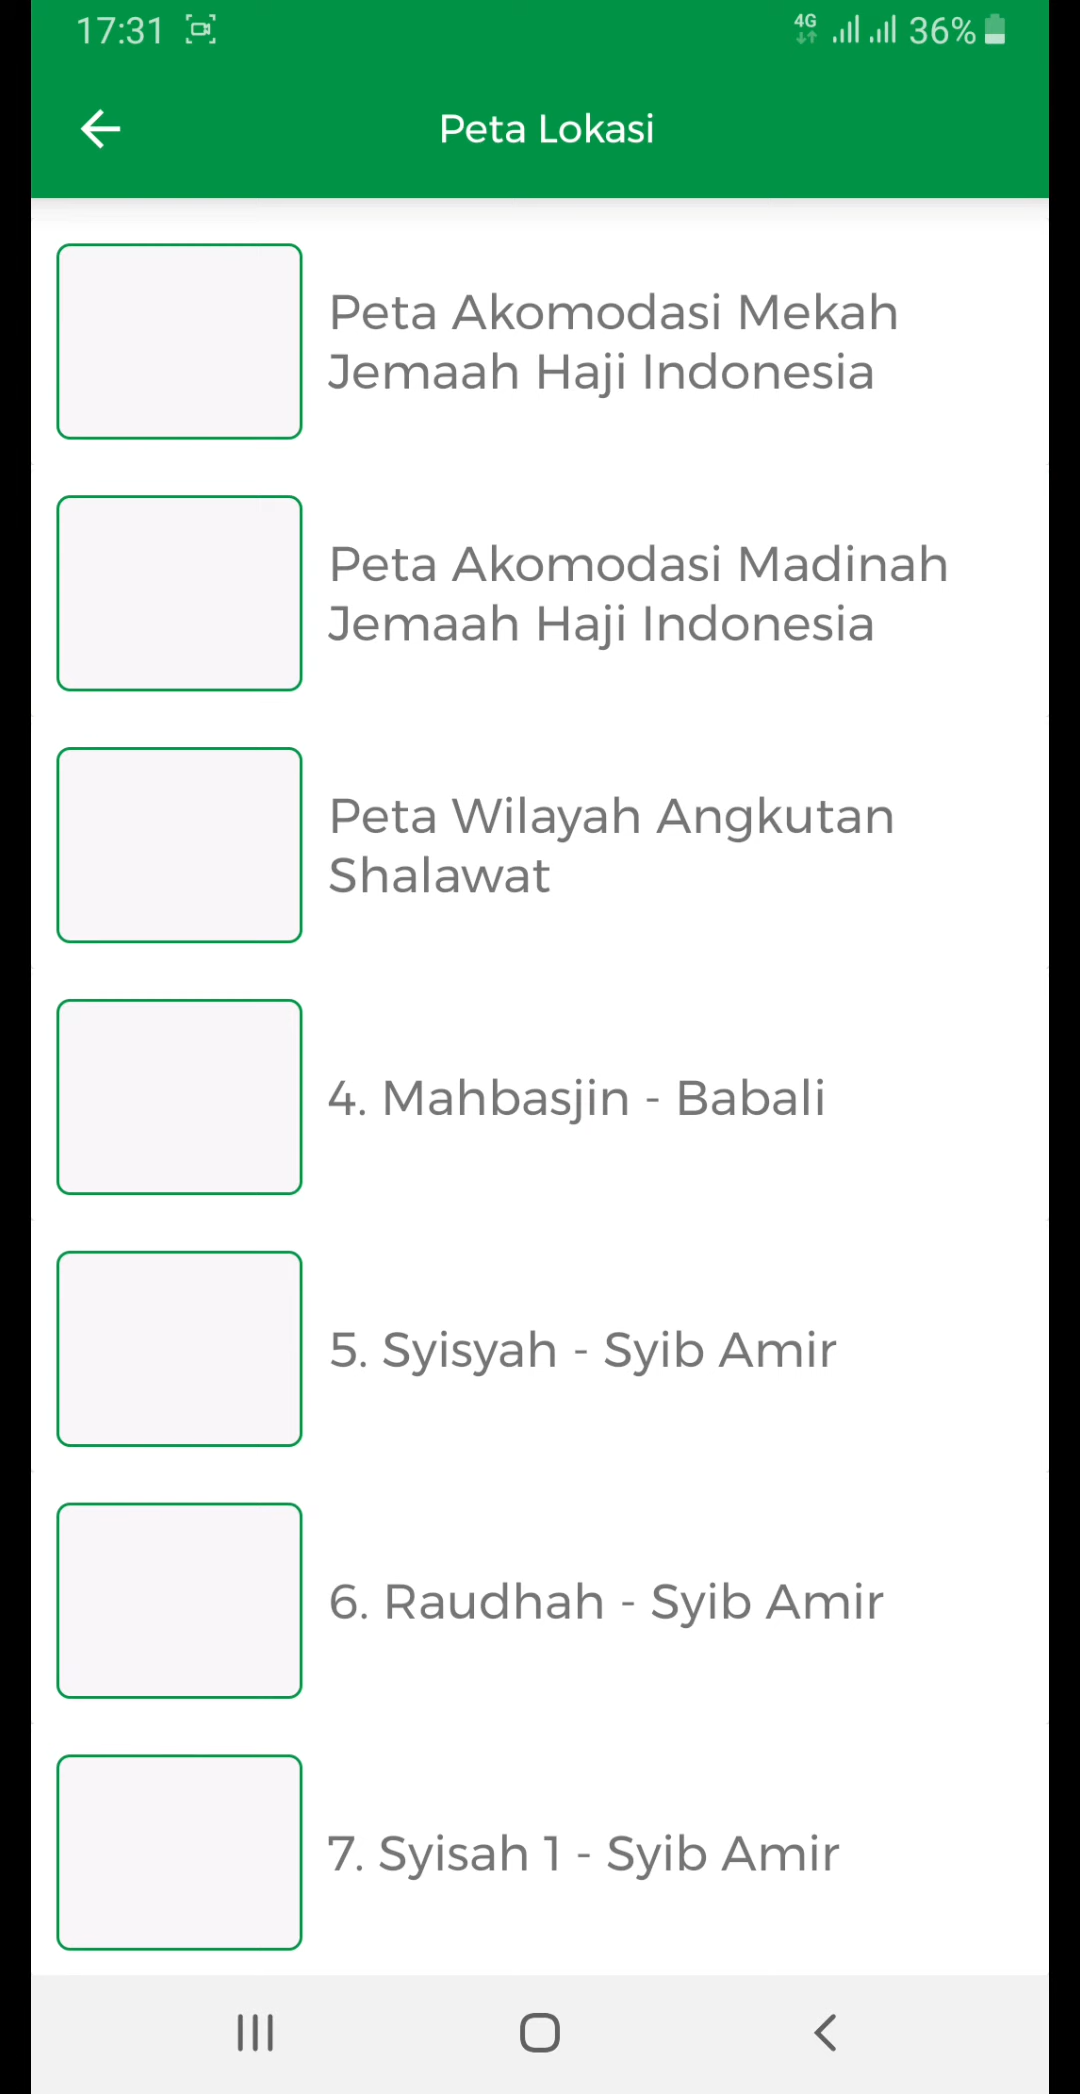 17:31
4G
36%
Peta Lokasi
Peta Akomodasi Mekah
Jemaah Haji Indonesia
Peta Akomodasi Madinah
Jemaah Haji Indonesia
Peta Wilayah Angkutan
Shalawat
4. Mahbasjin - Babali
5. Syisyah - Syib Amir
6. Raudhah - Syib Amir
7. Syisah 1 - Syib Amir